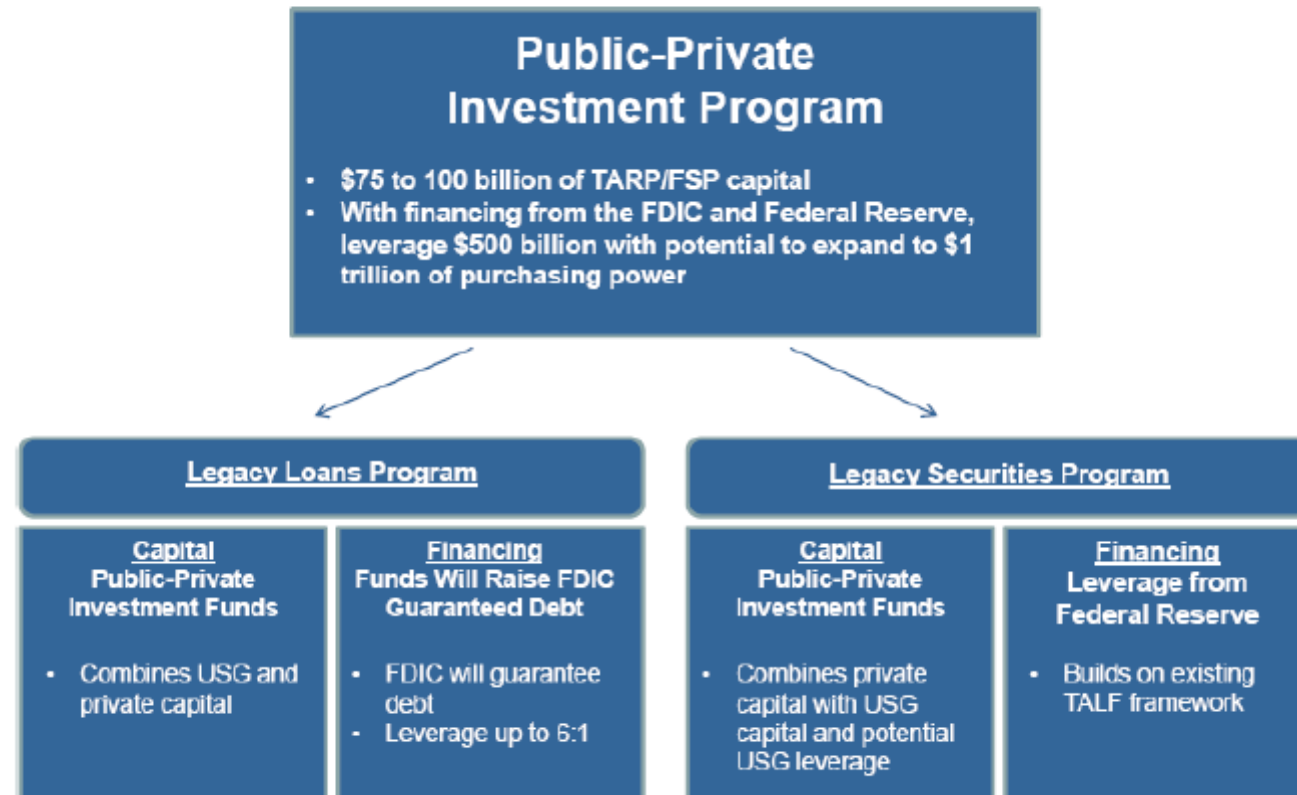 Public-Private
Investment Program
• $75 to 100 billion of TARP/FSP capital
• With financing from the FDIC and Federal Reserve,
leverage $500 billion with potential to expand to $1
trillion of purchasing power
Legacy Loans Program
Capital
Public-Private
Investment Funds
• Combines USG and
private capital
Financing
Funds Will Raise FDIC
Guaranteed Debt
• FDIC will guarantee
debt
• Leverage up to 6:1
Legacy Securities Program
Capital
Public-Private
Investment Funds
• Combines private
capital with USG
capital and potential
USG leverage
Financing
Leverage from
Federal Reserve
• Builds on existing
TALF framework